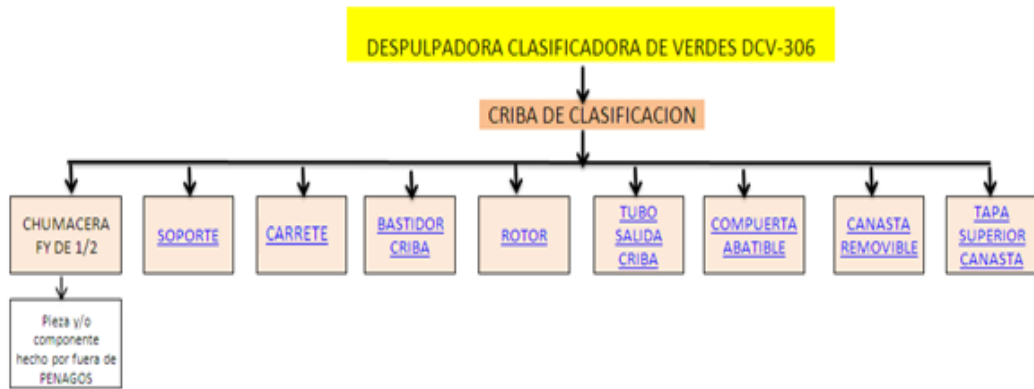 DESPULPADORA CLASIFICADORA DE VERDES DCV-306
CRIBA DE CLASIFICACION
CHUMACERA
FY DE 1/2
SOPORTE
CARRETE
BASTIDOR
CRIBA
ROTOR
TUBO
SALIDA
CRIBA
COMPUERTA
ABATIBLE
CANASTA
REMOVIBLE
TAPA
SUPERIOR
CANASTA
Pieza y/o
componente
hecho por fuera de
PENAGOS